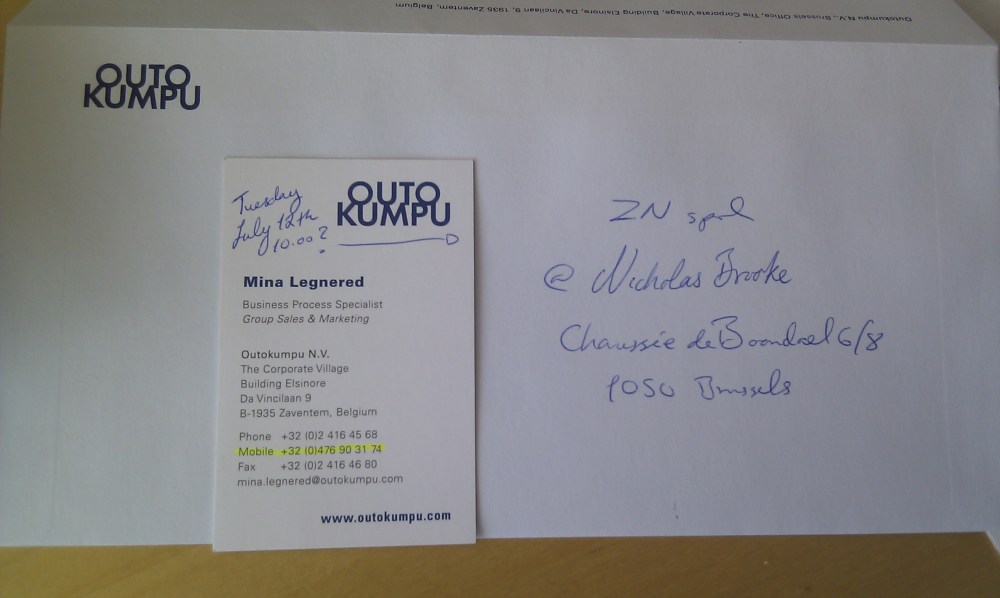 Outokumpu N.V., Brussels Office, The Corporate Village, Building Elsinore, Da Vincilaan 9, 1935 Zaventem, Belgium
OUTO
KUMPU
Tuesday
July 12th
10.00?
OUTO
KUMPU
Mina Legnered
Business Process Specialist
Group Sales & Marketing
Outokumpu N.V.
The Corporate Village
Building Elsinore
Da Vincilaan 9
B-1935 Zaventem, Belgium
Phone +32 (0)2 416 45 68
Mobile +32 (0)476 90 31 74
Fax +32 (0)2 416 46 80
mina.legnered@outokumpu.com
www.outokumpu.com
ZN sprl
@ Nicholas Brooke
Chaussée de Boondael 6/8
1050 Brussels